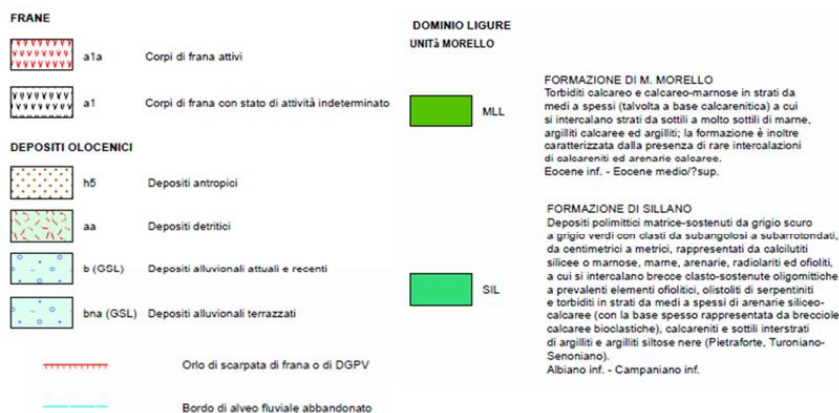 FRANE
a1a Corpi di frana attivi
a1 Corpi di frana con stato di attività indeterminato
DEPOSITI OLOCENICI
h5 Depositi antropici
aa Depositi detritici
b (GSL) Depositi alluvionali attuali e recenti
bna (GSL) Depositi alluvionali terrazzati
Orlo di scarpata di frana o di DGPV
Bordo di alveo fluviale abbandonato
DOMINIO LIGURE
UNITà MORELLO
MLL
FORMAZIONE DI M. MORELLO
Torbiditi calcareo e calcareo-marnose in strati da
medi a spessi (talvolta a base calcarenitica) a cui
si intercalano strati da sottili a molto sottili di marne,
argilliti calcaree ed argilliti; la formazione è inoltre
caratterizzata dalla presenza di rare intercalazioni
di calcareniti ed arenarie calcaree.
Eocene inf. - Eocene medio/?sup.
SIL
FORMAZIONE DI SILLANO
Depositi polimittici matrice-sostenuti da grigio scuro
a grigio verdi con clasti da subangolosi a subarrotondati,
da centimetrici a metrici, rappresentati da calcilutiti
silicee o marnose, marne, arenarie, radiolariti ed ofioliti,
a cui si intercalano brecce clasto-sostenute oligomittiche
a prevalenti elementi ofiolitici, olistoliti di serpentiniti
e torbiditi in strati da medi a spessi di arenarie siliceo-
calcaree (con la base spesso rappresentata da brecciole
calcaree bioclastiche), calcareniti e sottili interstrati
di argilliti e argilliti siltose nere (Pietraforte, Turoniano-
Senoniano).
Albiano inf. - Campaniano inf.